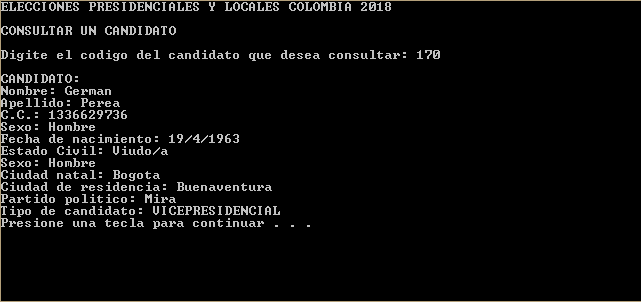 ELECCIONES PRESIDENCIALES Y LOCALES COLOMBIA 2018
CONSULTAR UN CANDIDATO
Digite el codigo del candidato que desea consultar: 170
CANDIDATO:
Nombre: German
Apellido: Perea
C.C.: 1336629736
Sexo: Hombre
Fecha de nacimiento: 19/4/1963
Estado Civil: Viudo/a
Sexo: Hombre
Ciudad natal: Bogota
Ciudad de residencia: Buenaventura
Partido politico: Mira
Tipo de candidato: VICEPRESIDENCIAL
Presione una tecla para continuar . . .